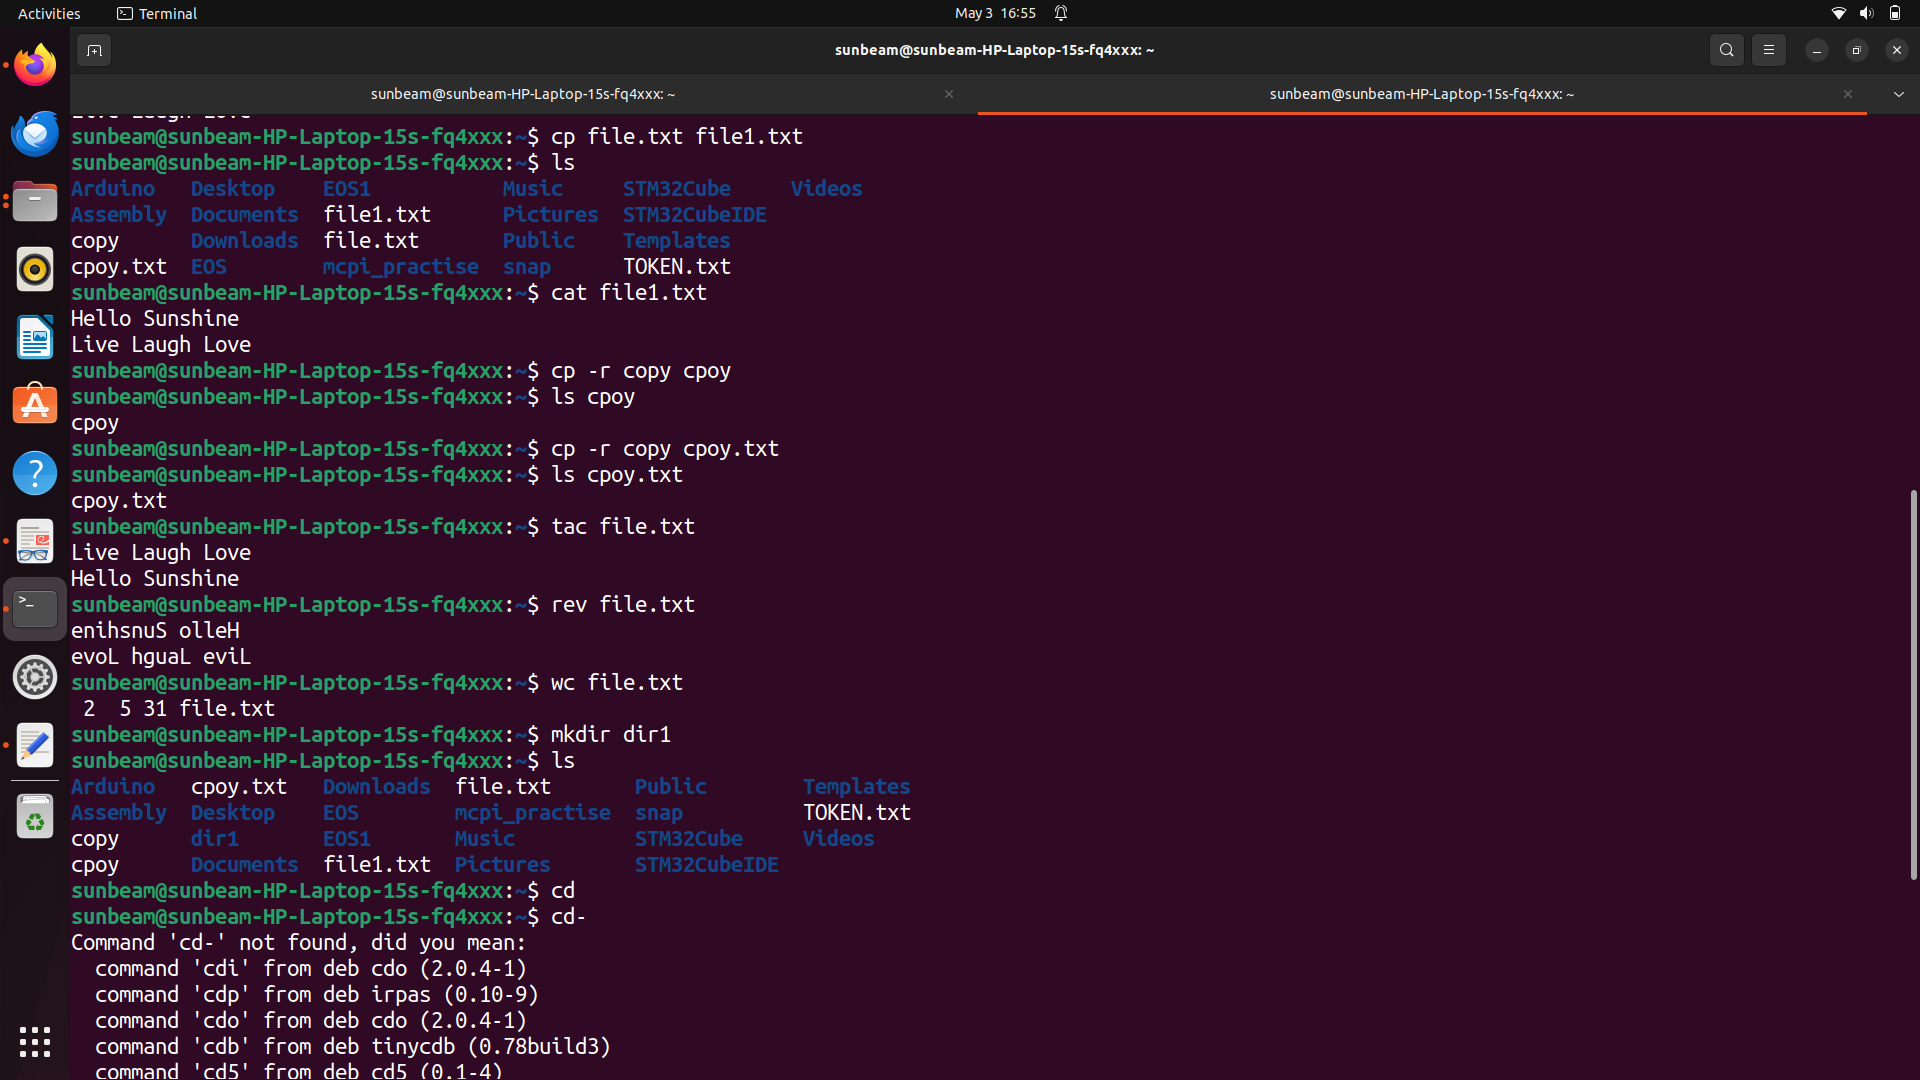 Activities Terminal May 3 16:55
sunbeam@sunbeam-HP-Laptop-15s-fq4xxx: ~
sunbeam@sunbeam-HP-Laptop-15s-fq4xxx: ~ sunbeam@sunbeam-HP-Laptop-15s-fq4xxx: ~
Live Laugh Love
sunbeam@sunbeam-HP-Laptop-15s-fq4xxx:~$ cp file.txt file1.txt
sunbeam@sunbeam-HP-Laptop-15s-fq4xxx:~$ ls
Arduino Desktop EOS1 Music STM32Cube Videos
Assembly Documents file1.txt Pictures STM32CubeIDE
copy Downloads file.txt Public Templates
cpoy.txt EOS mcpi_practise snap TOKEN.txt
sunbeam@sunbeam-HP-Laptop-15s-fq4xxx:~$ cat file1.txt
Hello Sunshine
Live Laugh Love
sunbeam@sunbeam-HP-Laptop-15s-fq4xxx:~$ cp -r copy cpoy
sunbeam@sunbeam-HP-Laptop-15s-fq4xxx:~$ ls cpoy
cpoy
sunbeam@sunbeam-HP-Laptop-15s-fq4xxx:~$ cp -r copy cpoy.txt
sunbeam@sunbeam-HP-Laptop-15s-fq4xxx:~$ ls cpoy.txt
cpoy.txt
sunbeam@sunbeam-HP-Laptop-15s-fq4xxx:~$ tac file.txt
Live Laugh Love
Hello Sunshine
sunbeam@sunbeam-HP-Laptop-15s-fq4xxx:~$ rev file.txt
enihsnuS olleH
evoL hguaL eviL
sunbeam@sunbeam-HP-Laptop-15s-fq4xxx:~$ wc file.txt
2 5 31 file.txt
sunbeam@sunbeam-HP-Laptop-15s-fq4xxx:~$ mkdir dir1
sunbeam@sunbeam-HP-Laptop-15s-fq4xxx:~$ ls
Arduino cpoy.txt Downloads file.txt Public Templates
Assembly Desktop EOS mcpi_practise snap TOKEN.txt
copy dir1 EOS1 Music STM32Cube Videos
cpoy Documents file1.txt Pictures STM32CubeIDE
sunbeam@sunbeam-HP-Laptop-15s-fq4xxx:~$ cd
sunbeam@sunbeam-HP-Laptop-15s-fq4xxx:~$ cd-
Command 'cd-' not found, did you mean:
command 'cdi' from deb cdo (2.0.4-1)
command 'cdp' from deb irpas (0.10-9)
command 'cdo' from deb cdo (2.0.4-1)
command 'cdb' from deb tinycdb (0.78build3)
command 'cd5' from deb cd5 (0.1-4)